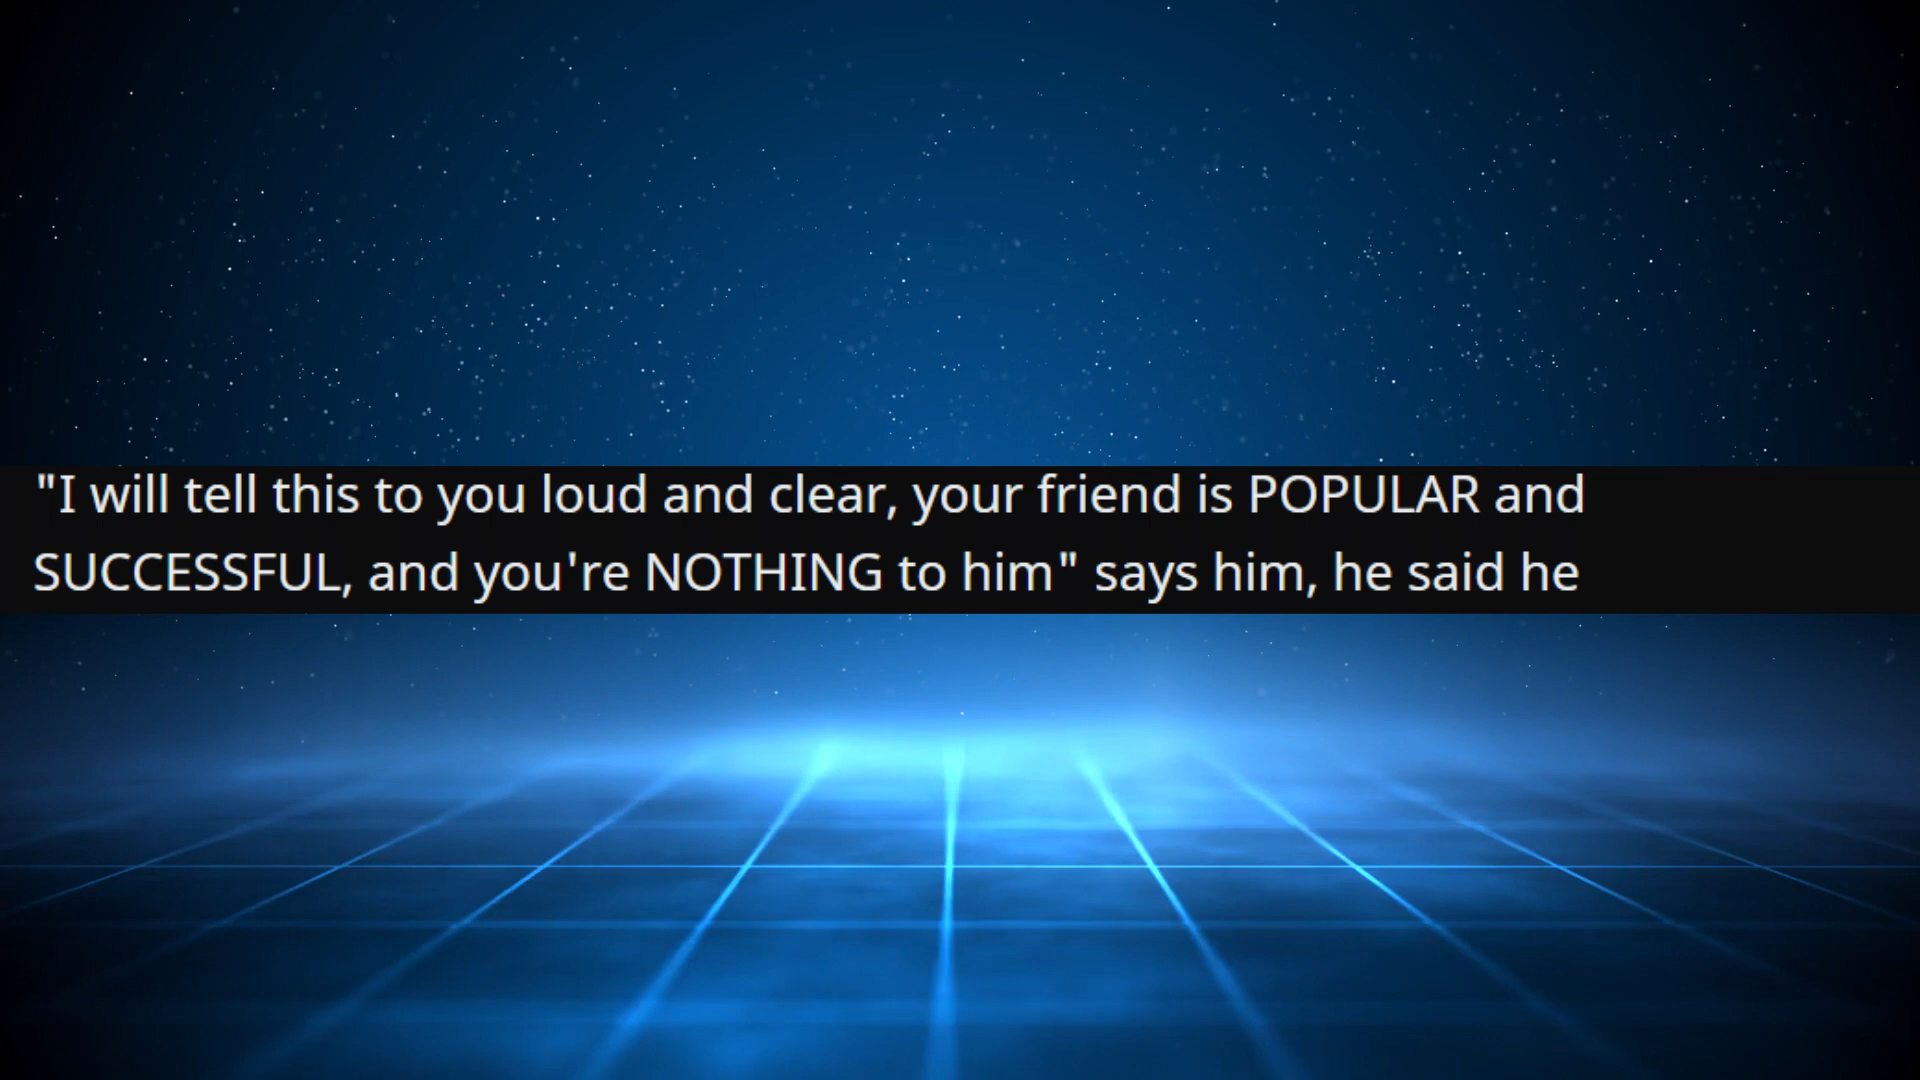 "I will tell this to you loud and clear, your friend is POPULAR and
SUCCESSFUL, and you're NOTHING to him" says him, he said he